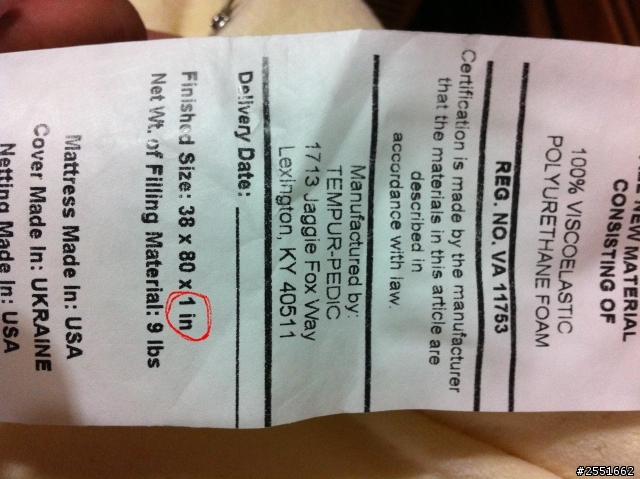 NEW MATERIAL
CONSISTING OF
100% VISCOELASTIC
POLYURETHANE FOAM
REG. NO. VA 11753
Certification is made by the manufacturer
that the materials in this article are
described in
accordance with law.
Manufactured by:
TEMPUR-PEDIC
1713 Jaggie Fox Way
Lexington, KY 40511
Delivery Date:
Finished Size: 38 x 80 x 1 in
Net Wt. of Filling Material: 9 lbs
Mattress Made In: USA
Cover Made In: UKRAINE
Netting Made In: USA
#2551662